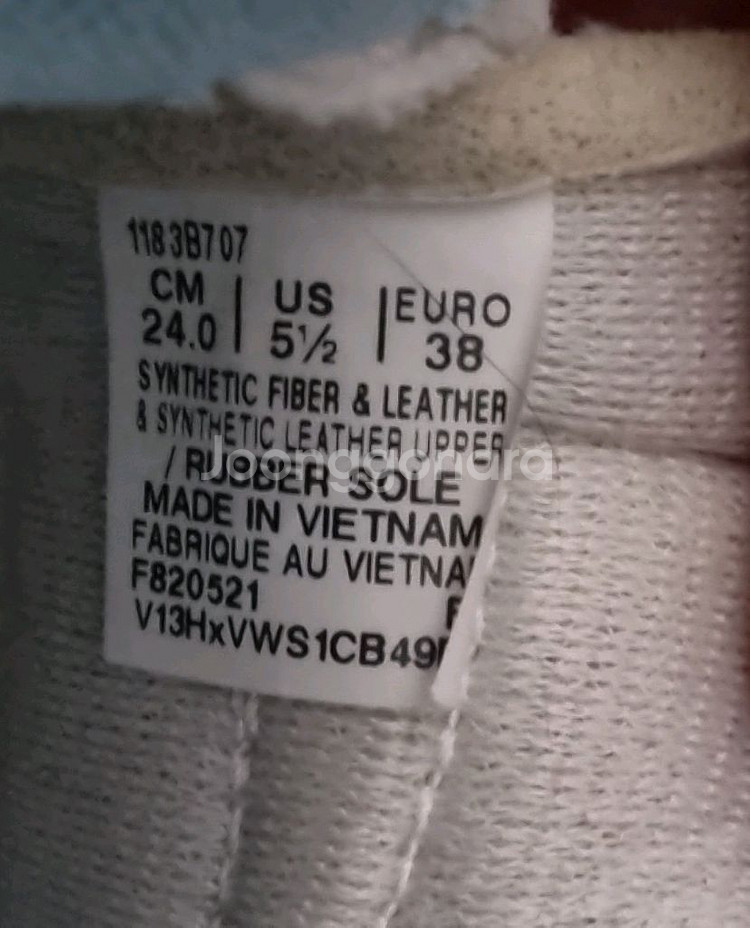 1183B707
CM | US | EURO
24.0 | 5½ | 38
SYNTHETIC FIBER & LEATHER
& SYNTHETIC LEATHER UPPER
/ RUBBER SOLE
Joonggonara
MADE IN VIETNAM
FABRIQUE AU VIETNA
F820521
V13HxVWS1CB49